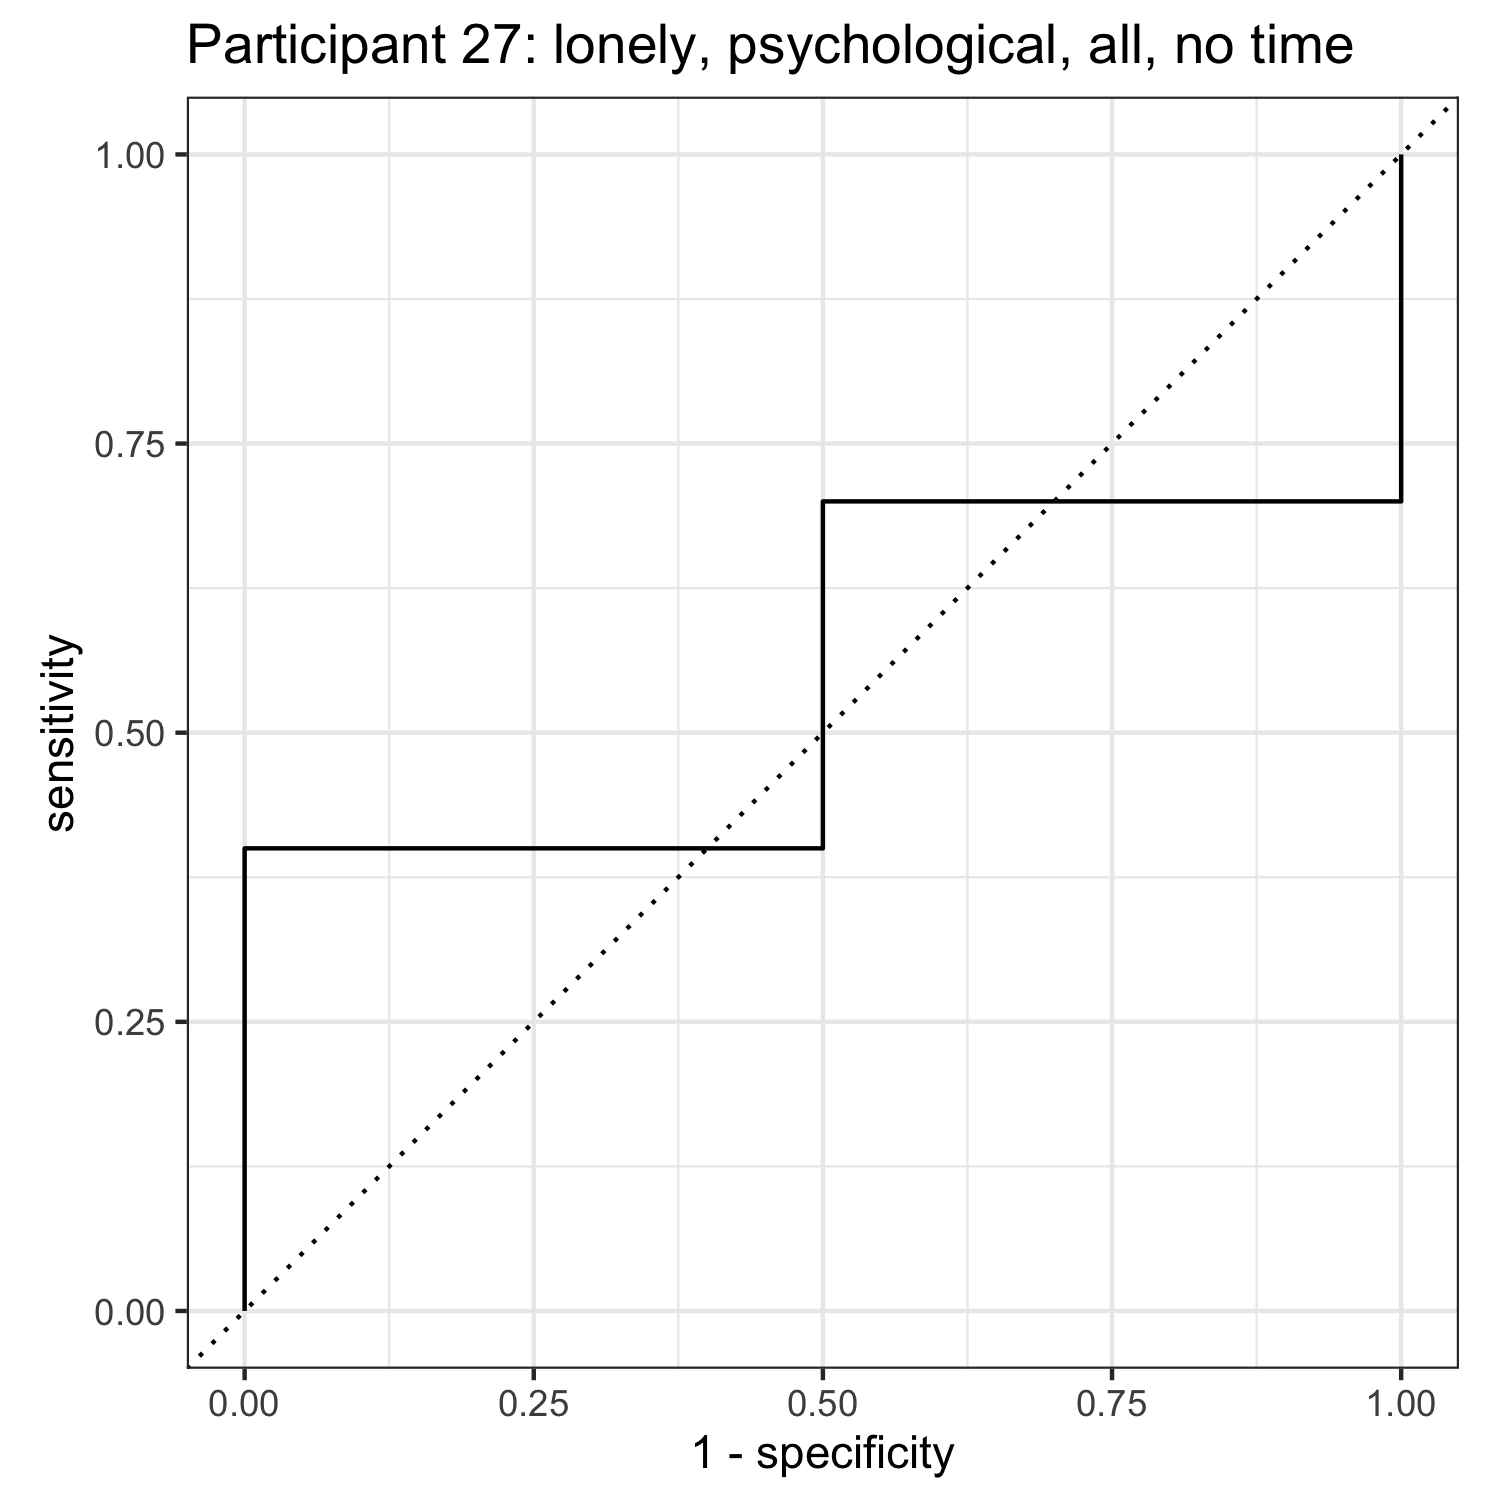 Participant 27: lonely, psychological, all, no time
1.00
0.75
0.50
0.25
0.00
sensitivity
0.00 0.25 0.50 0.75 1.00
1 - specificity